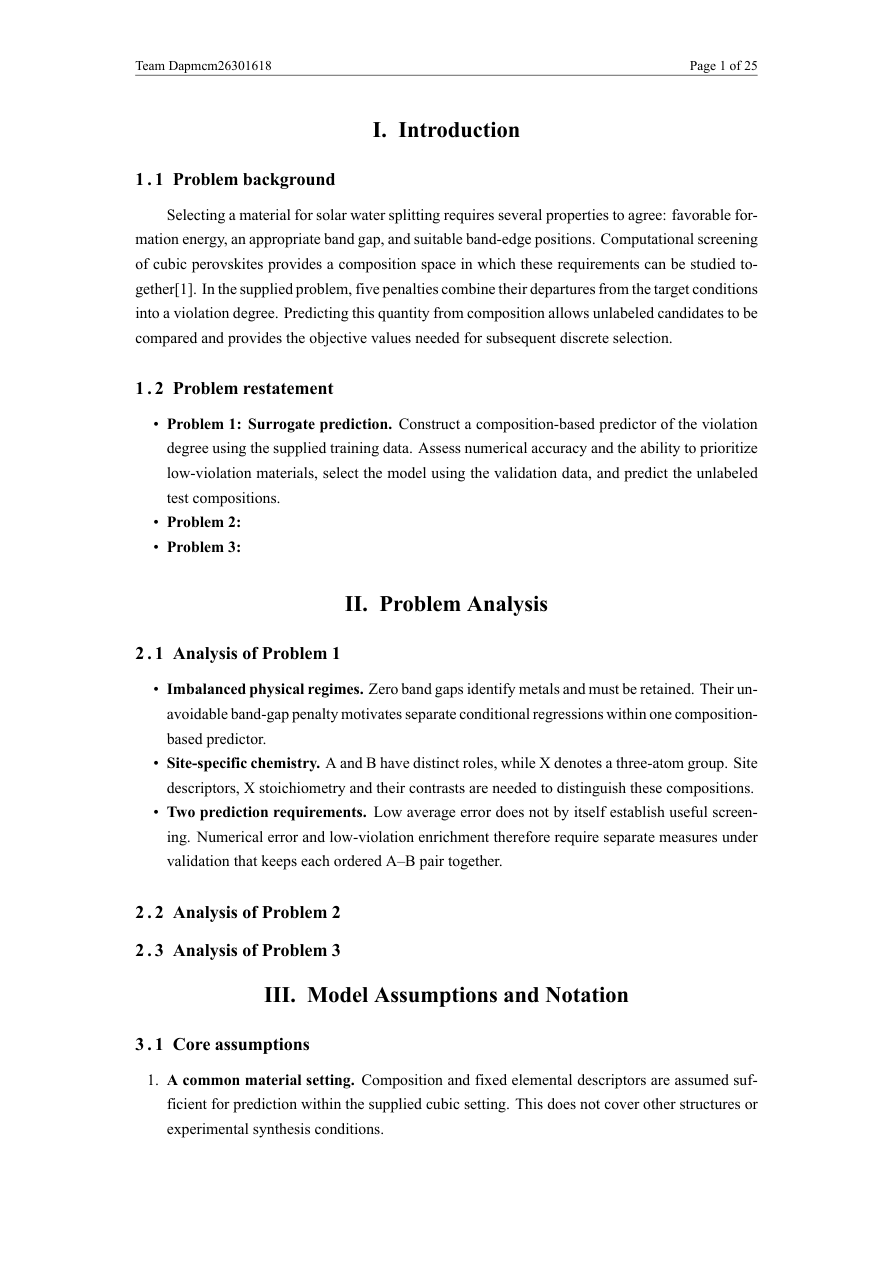 Team Dapmcm26301618 Page 1 of 25
I. Introduction
1.1 Problem background
Selecting a material for solar water splitting requires several properties to agree: favorable for-
mation energy, an appropriate band gap, and suitable band-edge positions. Computational screening
of cubic perovskites provides a composition space in which these requirements can be studied to-
gether[1]. In the supplied problem, five penalties combine their departures from the target conditions
into a violation degree. Predicting this quantity from composition allows unlabeled candidates to be
compared and provides the objective values needed for subsequent discrete selection.
1.2 Problem restatement
• Problem 1: Surrogate prediction. Construct a composition-based predictor of the violation
degree using the supplied training data. Assess numerical accuracy and the ability to prioritize
low-violation materials, select the model using the validation data, and predict the unlabeled
test compositions.
• Problem 2:
• Problem 3:
II. Problem Analysis
2.1 Analysis of Problem 1
• Imbalanced physical regimes. Zero band gaps identify metals and must be retained. Their un-
avoidable band-gap penalty motivates separate conditional regressions within one composition-
based predictor.
• Site-specific chemistry. A and B have distinct roles, while X denotes a three-atom group. Site
descriptors, X stoichiometry and their contrasts are needed to distinguish these compositions.
• Two prediction requirements. Low average error does not by itself establish useful screen-
ing. Numerical error and low-violation enrichment therefore require separate measures under
validation that keeps each ordered A–B pair together.
2.2 Analysis of Problem 2
2.3 Analysis of Problem 3
III. Model Assumptions and Notation
3.1 Core assumptions
1. A common material setting. Composition and fixed elemental descriptors are assumed suf-
ficient for prediction within the supplied cubic setting. This does not cover other structures or
experimental synthesis conditions.